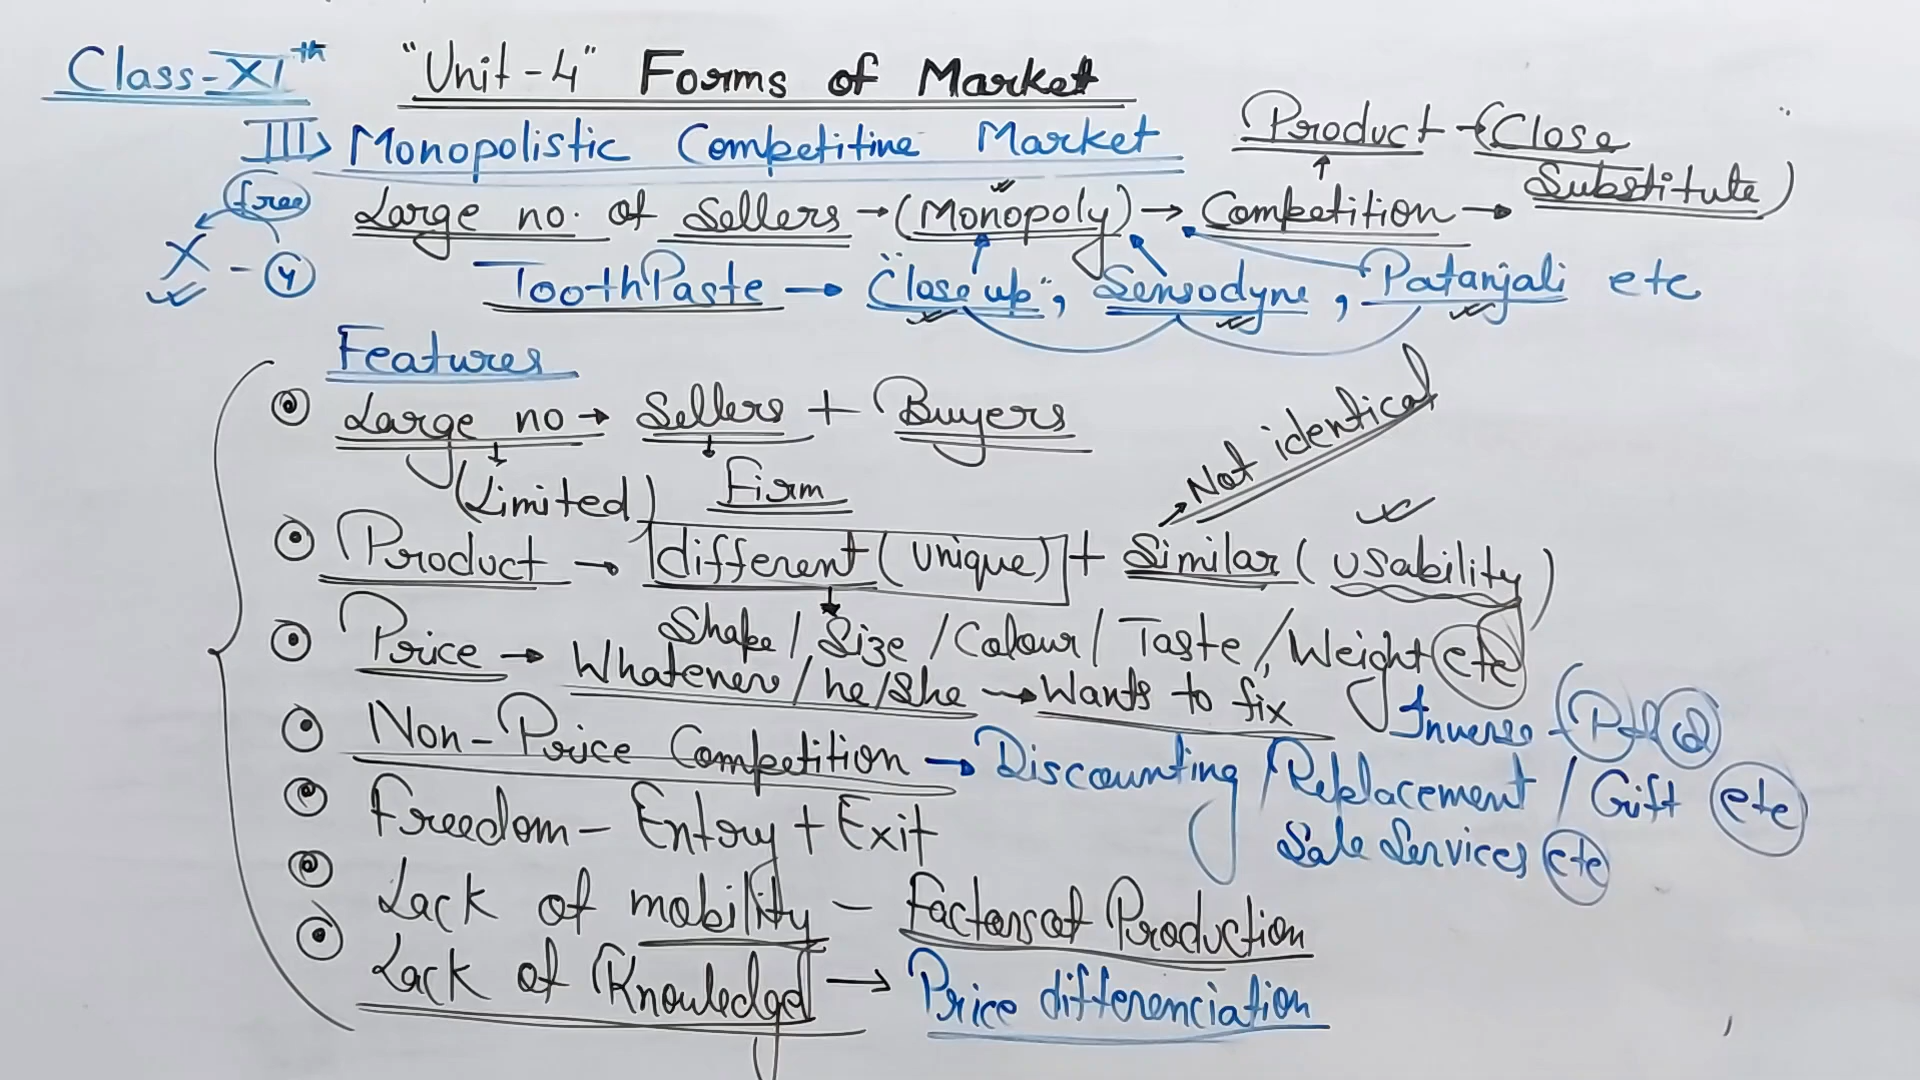 Class-XIth "Unit-4" Forms of Market
III> Monopolistic Competitive Market
Product -(Close Substitute)
free
X - (Y)
Large no. of Sellers → (Monopoly) → Competition →
ToothPaste → "Close up", Sensodyne, Patanjali etc
Features
Large no → Sellers + Buyers
(Limited) Firm
Not identical
Product → different (unique) + Similar (usability)
Shape / Size / Colour / Taste / Weight etc
Price → Whatever / he/she → Wants to fix
Inverse
Non-Price Competition → Discounting / Replacement / Gift etc
Sale Services etc
Freedom - Entry + Exit
Lack of mobility - Factors of Production
Lack of Knowledge → Price differenciation